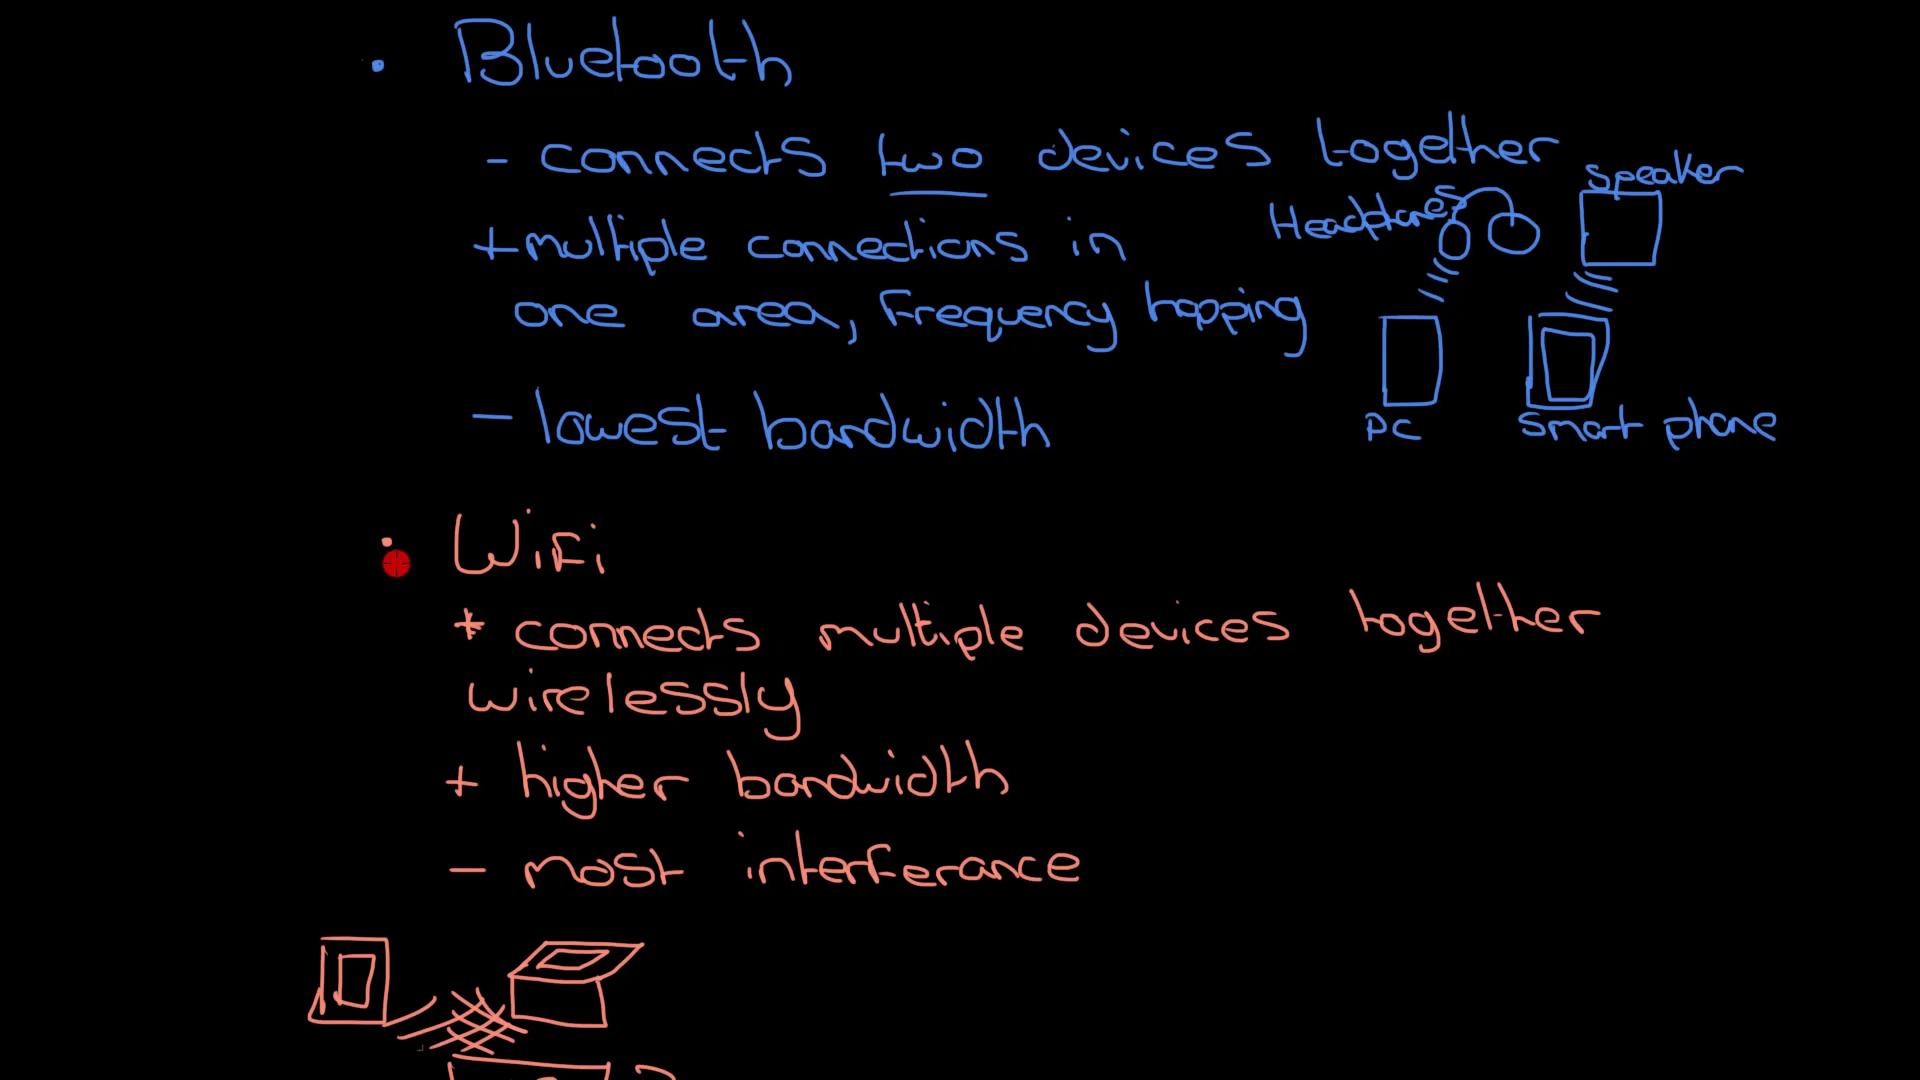 • Bluetooth
- connects two devices together
speaker
Headphones
+ multiple connections in
one area, Frequency hopping
PC
Smart phone
- lowest bandwidth
• WiFi
* connects multiple devices together
wirelessly
+ higher bandwidth
- most interferance